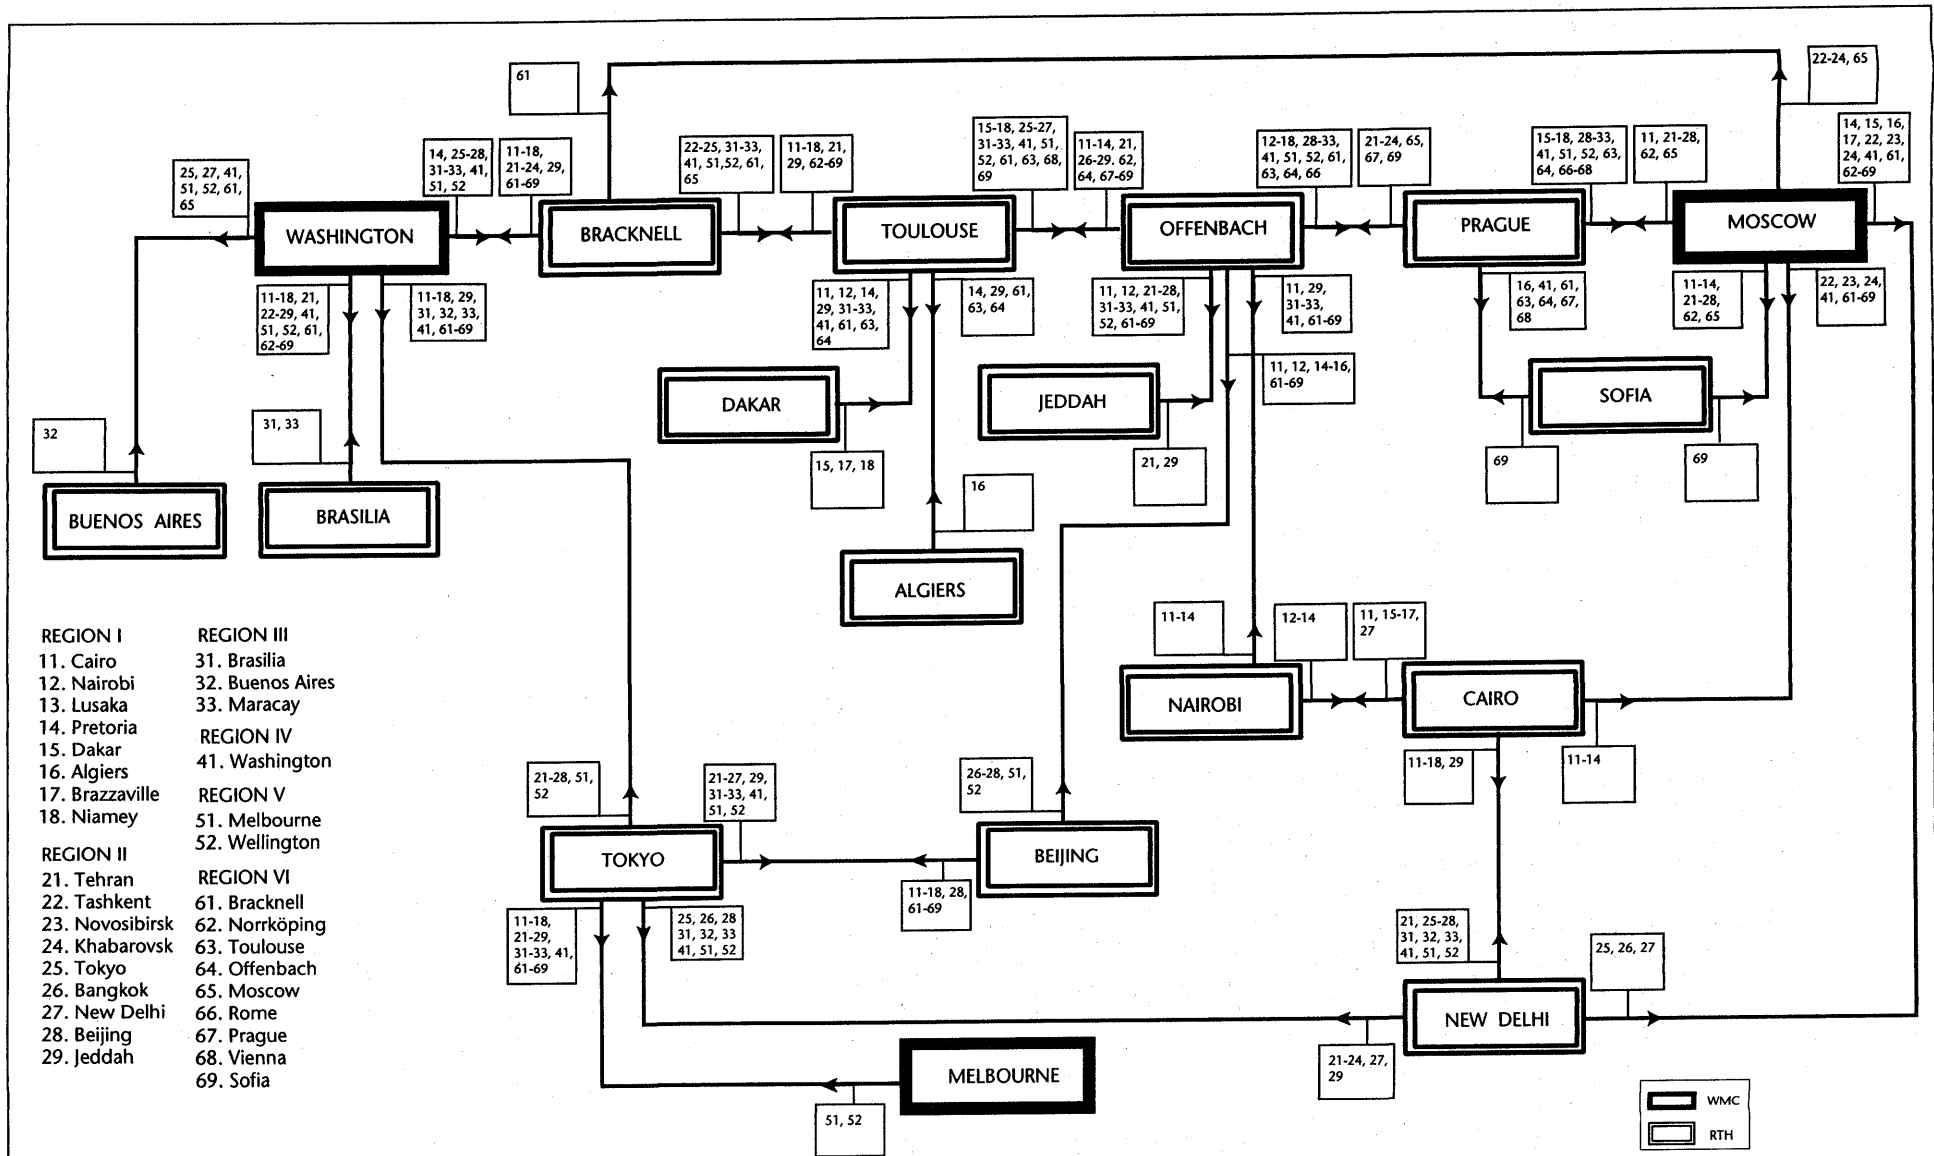 61
22-24, 65
25, 27, 41,
51, 52, 61,
65
14, 25-28,
31-33, 41,
51, 52
11-18,
21-24, 29,
61-69
22-25, 31-33,
41, 51,52, 61,
65
11-18, 21,
29, 62-69
15-18, 25-27,
31-33, 41, 51,
52, 61, 63, 68,
69
11-14, 21,
26-29. 62,
64, 67-69
12-18, 28-33,
41, 51, 52, 61,
63, 64, 66
21-24, 65,
67, 69
15-18, 28-33,
41, 51, 52, 63,
64, 66-68
11, 21-28,
62, 65
14, 15, 16,
17, 22, 23,
24, 41, 61,
62-69
WASHINGTON
BRACKNELL
TOULOUSE
OFFENBACH
PRAGUE
MOSCOW
11-18, 21,
22-29, 41,
51, 52, 61,
62-69
11-18, 29,
31, 32, 33,
41, 61-69
11, 12, 14,
29, 31-33,
41, 61, 63,
64
14, 29, 61,
63, 64
11, 12, 21-28,
31-33, 41, 51,
52, 61-69
11, 29,
31-33,
41, 61-69
16, 41, 61,
63, 64, 67,
68
11-14,
21-28,
62, 65
22, 23, 24,
41, 61-69
11, 12, 14-16,
61-69
DAKAR
JEDDAH
SOFIA
32
31, 33
15, 17, 18
21, 29
69
69
16
BUENOS AIRES
BRASILIA
ALGIERS
11-14
12-14
11, 15-17,
27
NAIROBI
CAIRO
11-18, 29
11-14
REGION I
11. Cairo
12. Nairobi
13. Lusaka
14. Pretoria
15. Dakar
16. Algiers
17. Brazzaville
18. Niamey
REGION II
21. Tehran
22. Tashkent
23. Novosibirsk
24. Khabarovsk
25. Tokyo
26. Bangkok
27. New Delhi
28. Beijing
29. Jeddah
REGION III
31. Brasilia
32. Buenos Aires
33. Maracay
REGION IV
41. Washington
REGION V
51. Melbourne
52. Wellington
REGION VI
61. Bracknell
62. Norrköping
63. Toulouse
64. Offenbach
65. Moscow
66. Rome
67. Prague
68. Vienna
69. Sofia
21-28, 51,
52
21-27, 29,
31-33, 41,
51, 52
26-28, 51,
52
TOKYO
BEIJING
11-18, 28,
61-69
11-18,
21-29,
31-33, 41,
61-69
25, 26, 28
31, 32, 33
41, 51, 52
21, 25-28,
31, 32, 33,
41, 51, 52
25, 26, 27
NEW DELHI
21-24, 27,
29
MELBOURNE
51, 52
WMC
RTH